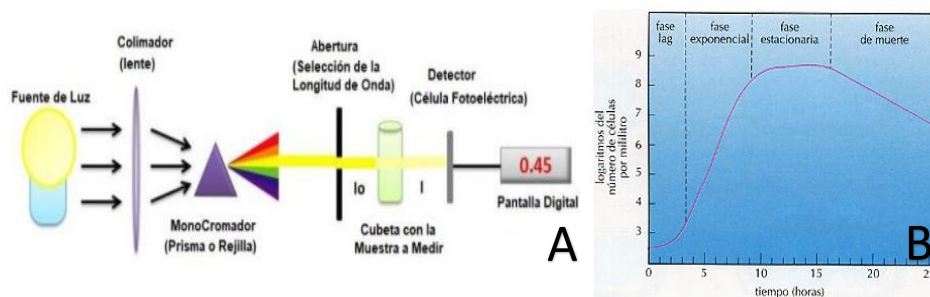 Fuente de Luz
Colimador
(lente)
MonoCromador
(Prisma o Rejilla)
Abertura
(Selección de la
Longitud de Onda)
Io
I
Cubeta con la
Muestra a Medir
Detector
(Célula Fotoeléctrica)
0.45
Pantalla Digital
A
fase
lag
fase
exponencial
fase
estacionaria
fase
de muerte
logaritmos del
número de células
por mililitro
9
8
7
6
5
4
3
0
5
10
15
20
tiempo (horas)
B